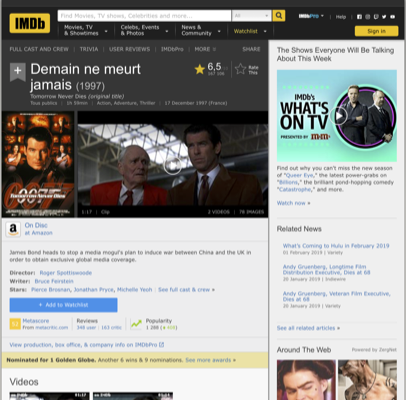 IMDb
Find Movies, TV shows, Celebrities and more...
All
IMDbPro
Help
Movies, TV
& Showtimes
Celebs, Events
& Photos
News &
Community
Watchlist
Sign in
FULL CAST AND CREW | TRIVIA | USER REVIEWS | IMDbPro | MORE
SHARE
Demain ne meurt
jamais (1997)
Tomorrow Never Dies (original title)
Tous publics | 1h 59min | Action, Adventure, Thriller | 17 December 1997 (France)
6,5
Rate
This
TOMORROW NEVER DIES
1:17 | Clip
2 VIDEOS | 78 IMAGES
On Disc
at Amazon
James Bond heads to stop a media mogul's plan to induce war between China and the UK in
order to obtain exclusive global media coverage.
Director: Roger Spottiswoode
Writer: Bruce Feirstein
Stars: Pierce Brosnan, Jonathan Pryce, Michelle Yeoh | See full cast & crew »
+ Add to Watchlist
Metascore
From metacritic.com
Reviews
348 user | 163 critic
Popularity
View production, box office, & company info on IMDbPro
Nominated for 1 Golden Globe. Another 6 wins & 9 nominations. See more awards »
Videos
The Shows Everyone Will Be Talking
About This Week
IMDb's
WHAT'S
ON TV
PRESENTED BY M&M'S
Find out why you can't miss the new season
of "Queer Eye," the latest power-grabs on
"Billions," the brilliant pond-hopping comedy
"Catastrophe," and more.
Watch now »
Related News
What's Coming to Hulu in February 2019
01 February 2019 | Variety
Andy Gruenberg, Longtime Film
Distribution Executive, Dies at 68
26 January 2019 | Indiewire
Andy Gruenberg, Veteran Film Executive,
Dies at 68
25 January 2019 | Variety
See all related articles »
Around The Web
Powered by ZergNet